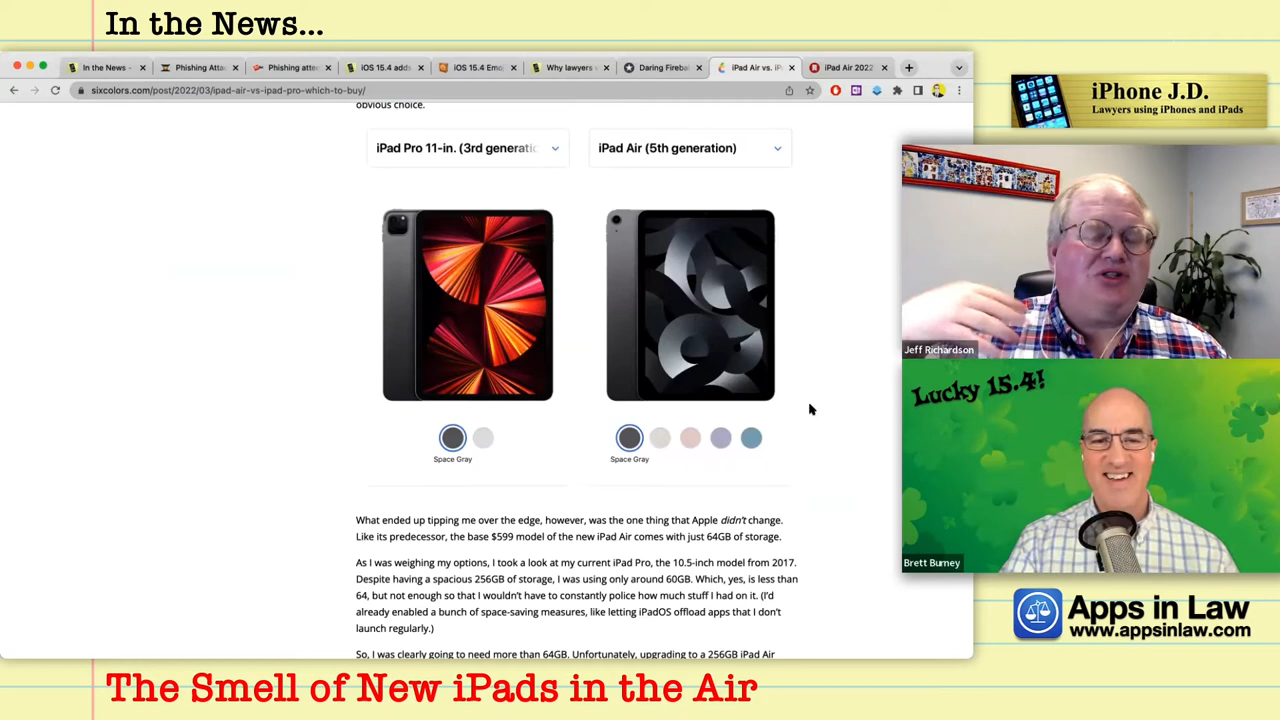 In the News...
In the News -
Phishing Attac
Phishing atte
iOS 15.4 adds
iOS 15.4 Emoj
Why lawyers
Daring Firebal
iPad Air vs. iP
iPad Air 2022
sixcolors.com/post/2022/03/ipad-air-vs-ipad-pro-which-to-buy/
obvious choice.
iPad Pro 11-in. (3rd generati
iPad Air (5th generation)
Space Gray
Space Gray
What ended up tipping me over the edge, however, was the one thing that Apple didn't change.
Like its predecessor, the base $599 model of the new iPad Air comes with just 64GB of storage.
As I was weighing my options, I took a look at my current iPad Pro, the 10.5-inch model from 2017.
Despite having a spacious 256GB of storage, I was using only around 60GB. Which, yes, is less than
64, but not enough so that I wouldn't have to constantly police how much stuff I had on it. (I'd
already enabled a bunch of space-saving measures, like letting iPadOS offload apps that I don't
launch regularly.)
So, I was clearly going to need more than 64GB. Unfortunately, upgrading to a 256GB iPad Air
iPhone J.D.
Lawyers using iPhones and iPads
Jeff Richardson
Lucky 15.4!
Brett Burney
Apps in Law
www.appsinlaw.com
The Smell of New iPads in the Air